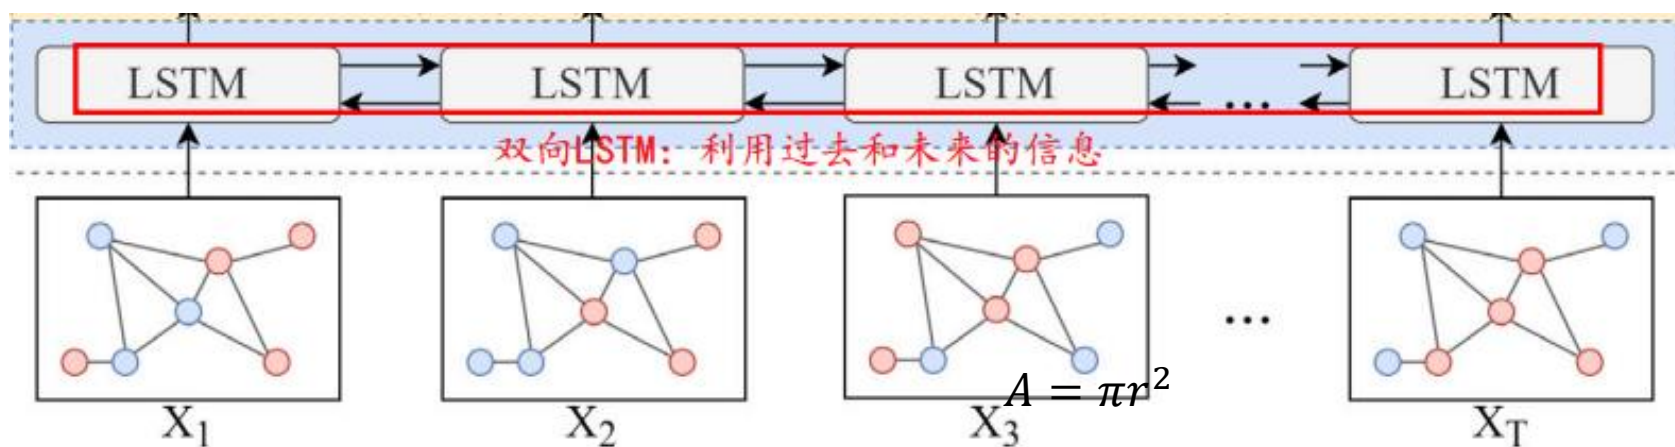 LSTM LSTM LSTM ... LSTM
双向LSTM: 利用过去和未来的信息
...
A = πr²
X₁ X₂ X₃ X_T